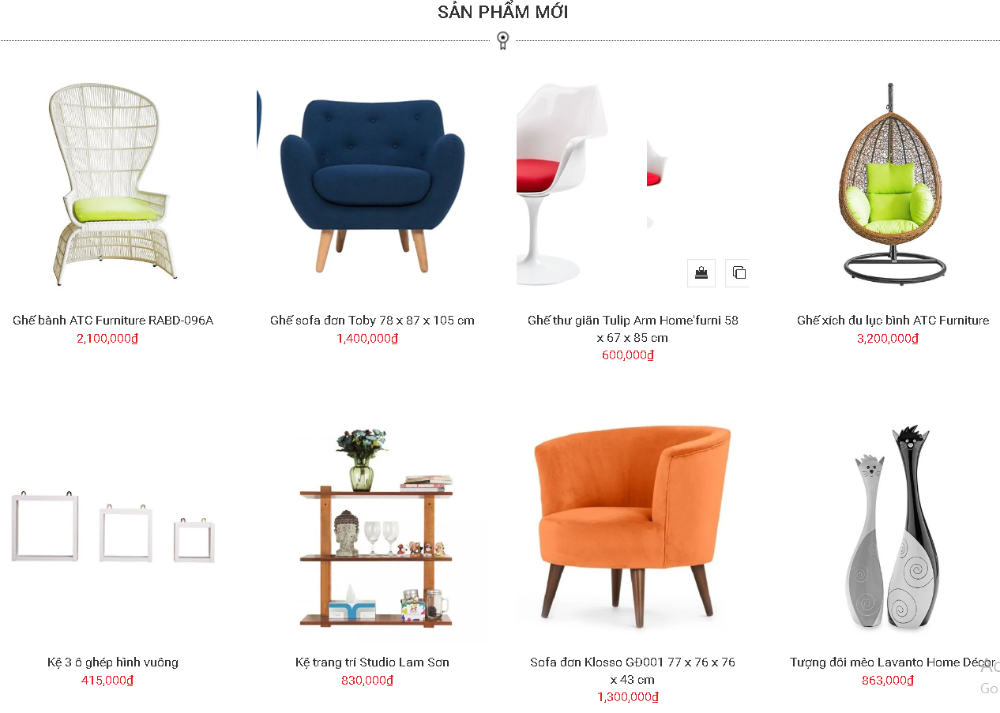 SẢN PHẨM MỚI
Ghế bành ATC Furniture RABD-096A
2,100,000₫
Ghế sofa đơn Toby 78 x 87 x 105 cm
1,400,000₫
Ghế thư giãn Tulip Arm Home'furni 58
x 67 x 85 cm
600,000₫
Ghế xích đu lục bình ATC Furniture
3,200,000₫
Kệ 3 ô ghép hình vuông
415,000₫
Kệ trang trí Studio Lam Sơn
830,000₫
Sofa đơn Klosso GĐ001 77 x 76 x 76
x 43 cm
1,300,000₫
Tượng đôi mèo Lavanto Home Décor
863,000₫
Ac
Go